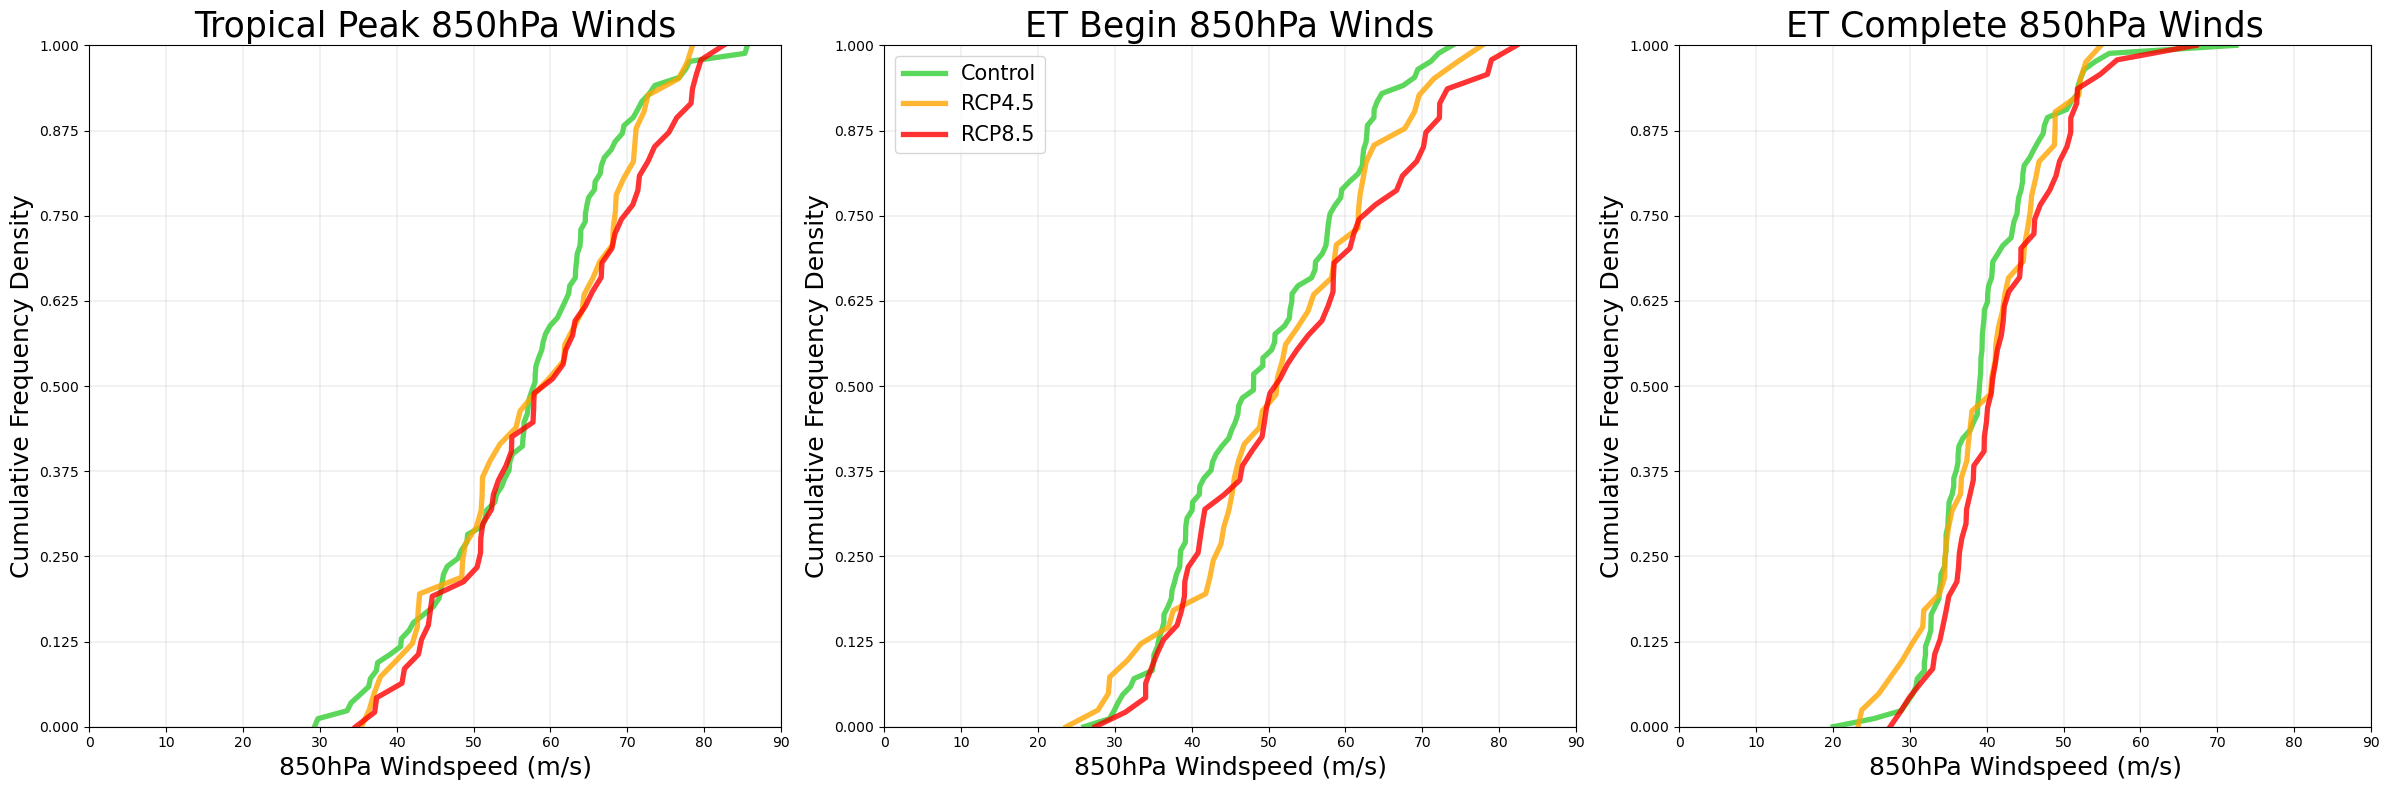 Tropical Peak 850hPa Winds
Cumulative Frequency Density
1.000
0.875
0.750
0.625
0.500
0.375
0.250
0.125
0.000
0 10 20 30 40 50 60 70 80 90
850hPa Windspeed (m/s)
ET Begin 850hPa Winds
Control
RCP4.5
RCP8.5
Cumulative Frequency Density
1.000
0.875
0.750
0.625
0.500
0.375
0.250
0.125
0.000
0 10 20 30 40 50 60 70 80 90
850hPa Windspeed (m/s)
ET Complete 850hPa Winds
Cumulative Frequency Density
1.000
0.875
0.750
0.625
0.500
0.375
0.250
0.125
0.000
0 10 20 30 40 50 60 70 80 90
850hPa Windspeed (m/s)